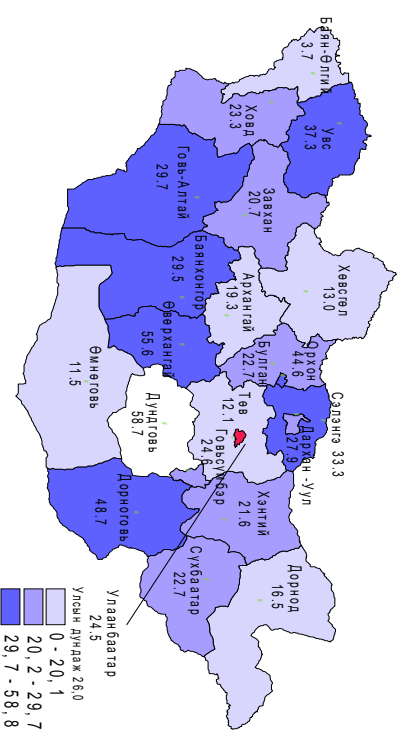 Баян-Өлгий
3.7
Увс
37.3
Ховд
23.3
Говь-Алтай
29.7
Завхан
20.7
Хөвсгөл
13.0
Баянхонгор
29.5
Архангай
19.3
Өверхангай
55.6
Булган
22.7
Орхон
44.6
Сэлэнгэ 33.3
Дархан -Уул
27.9
Төв
12.1
Говьсүмбэр
24.6
Өмнөговь
11.5
Дундговь
58.7
Дорноговь
48.7
Хэнтий
21.6
Сүхбаатар
22.7
Дорнод
16.5
Улаанбаатар
24.5
Улсын дундаж 26.0
0 - 20,1
20,2 - 29,7
29,7 - 58,8